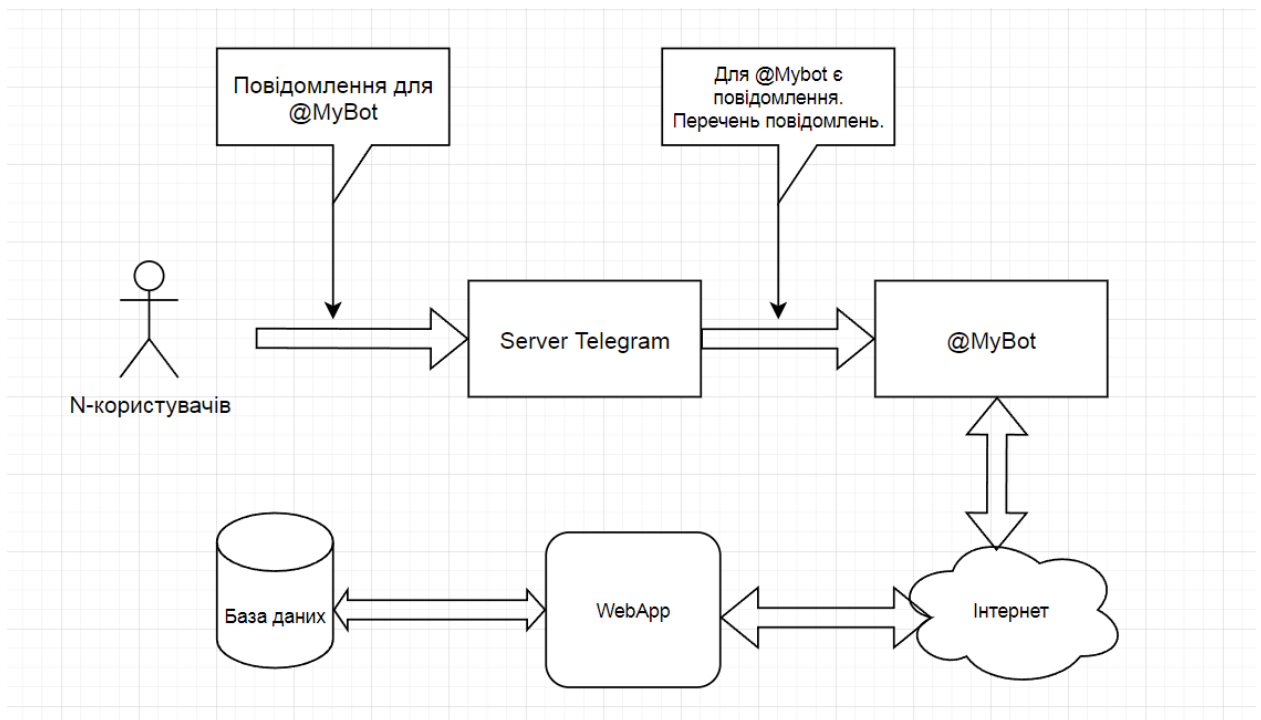 Повідомлення для
@MyBot
Для @Mybot є
повідомлення.
Перечень повідомлень.
Server Telegram
@MyBot
N-користувачів
База даних
WebApp
Інтернет